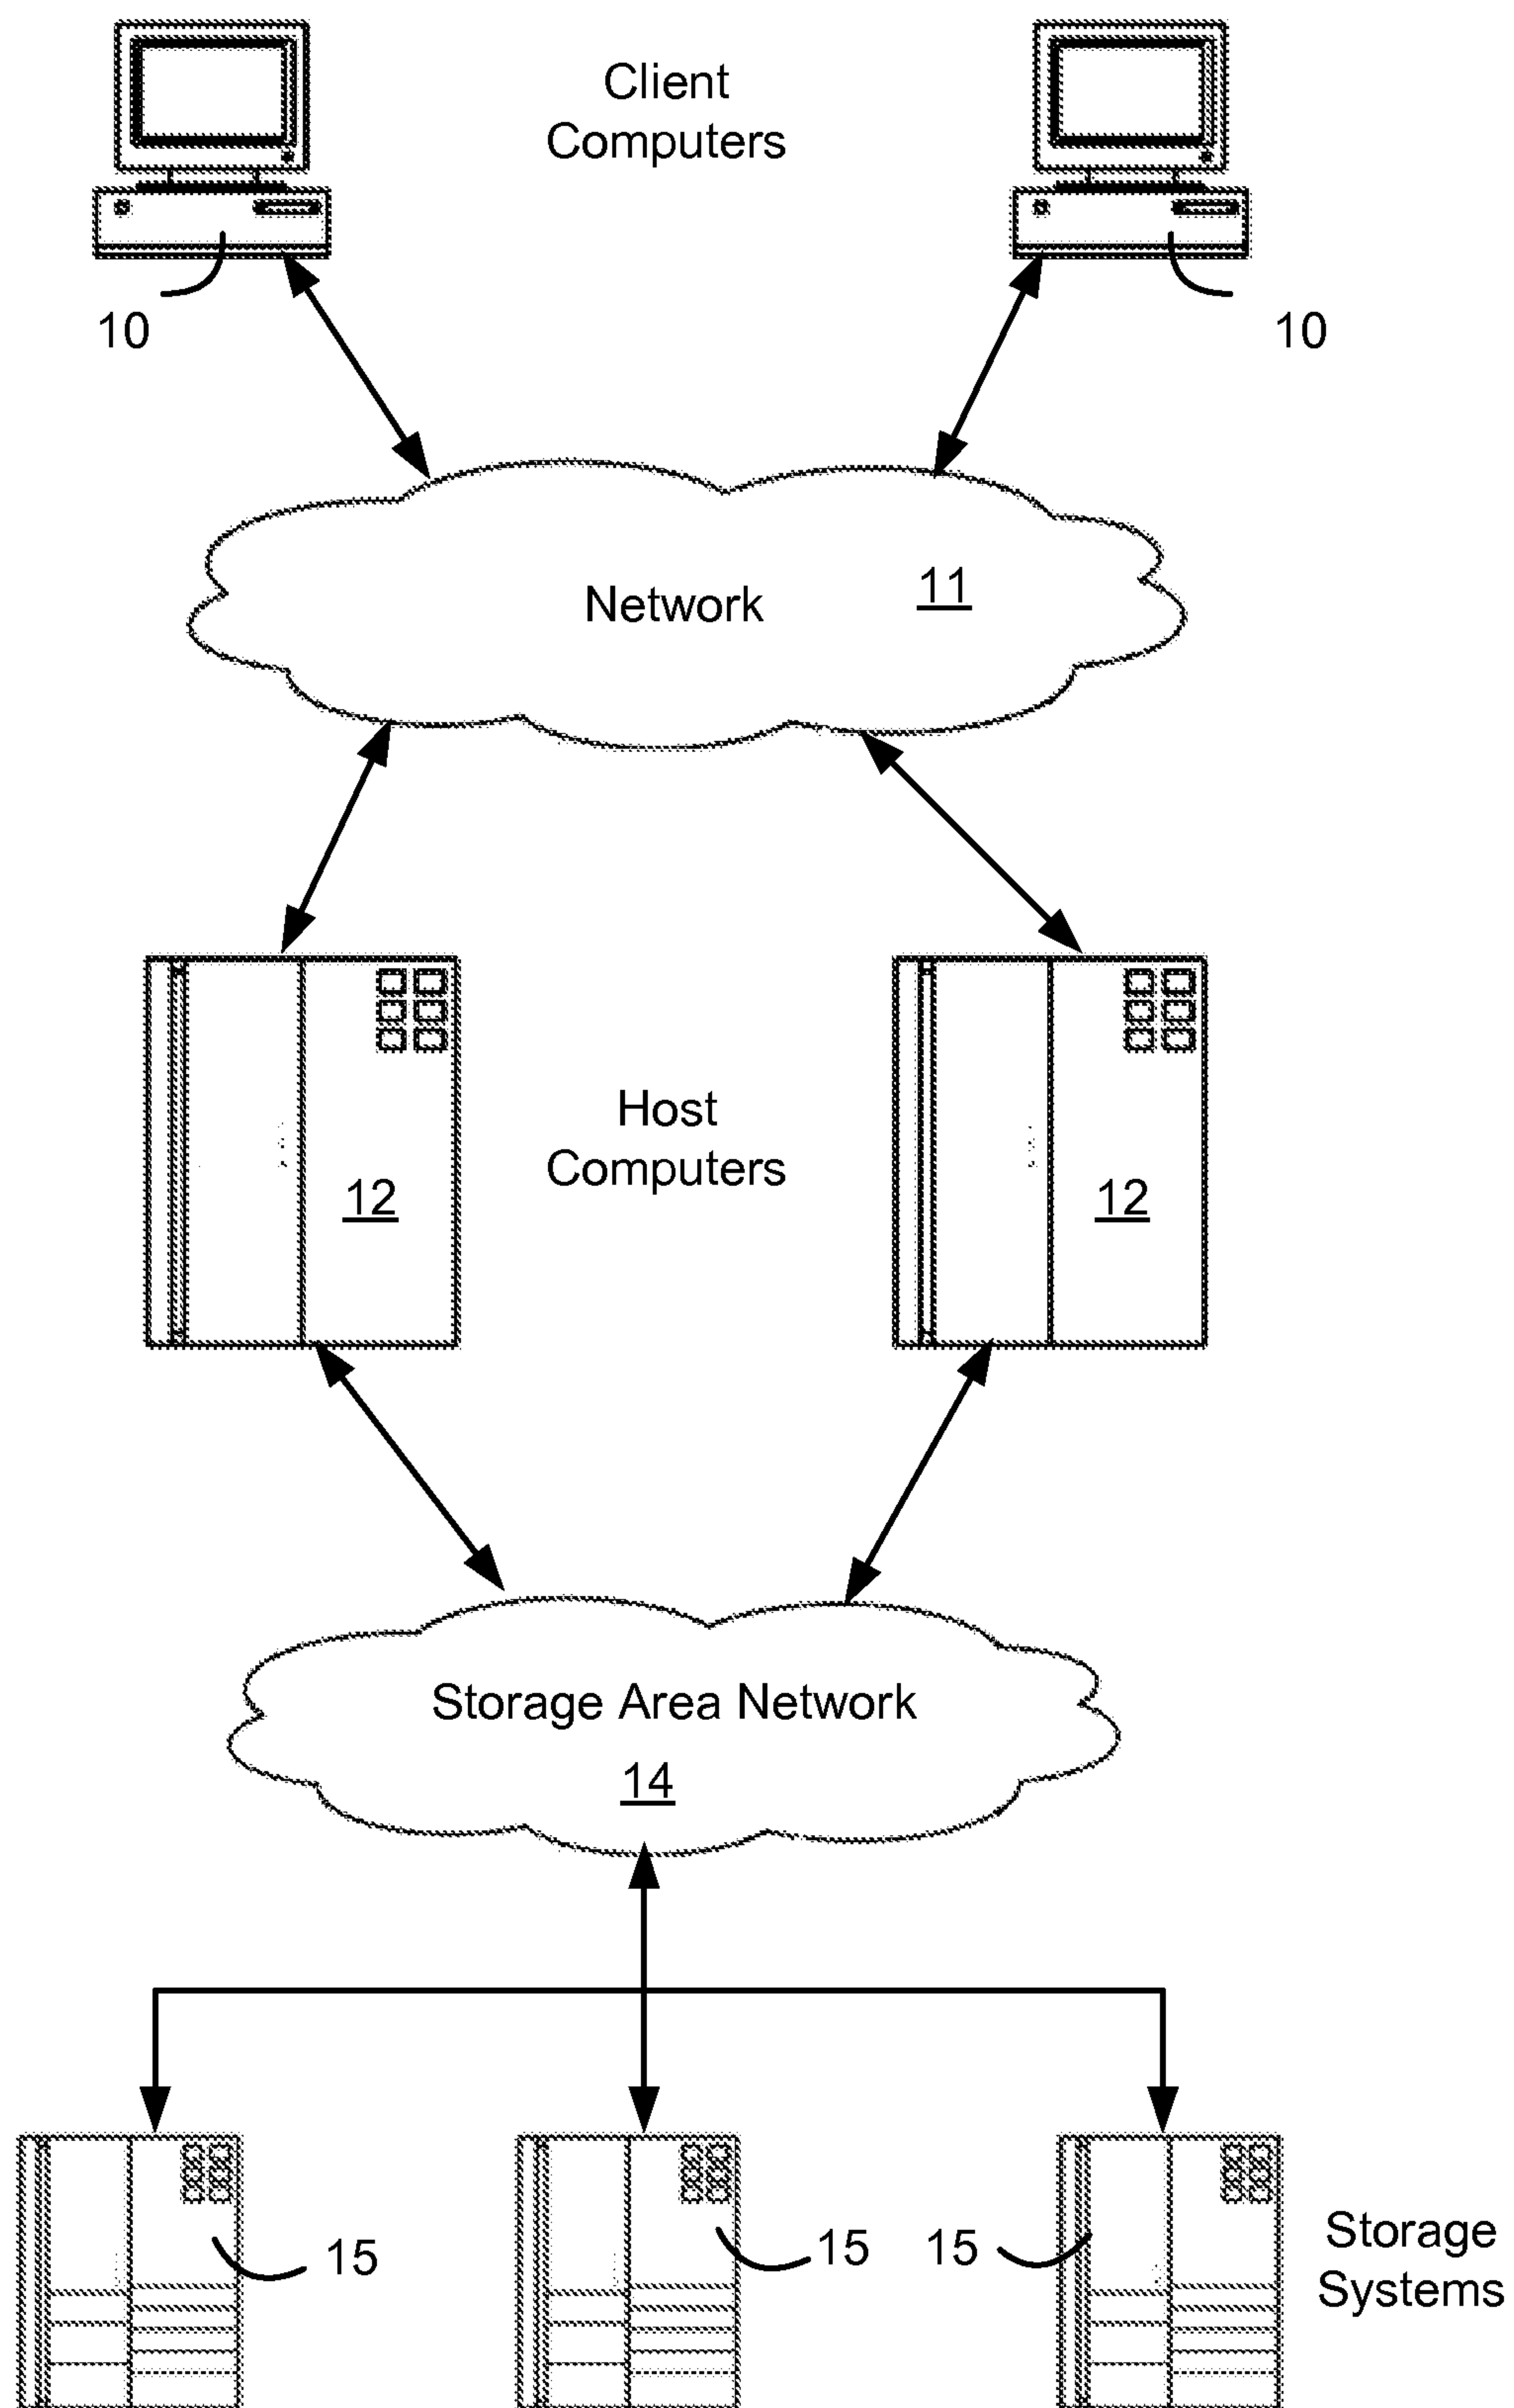 Client
Computers
10
10
Network
11
Host
Computers
12
12
Storage Area Network
14
15
15
15
Storage
Systems